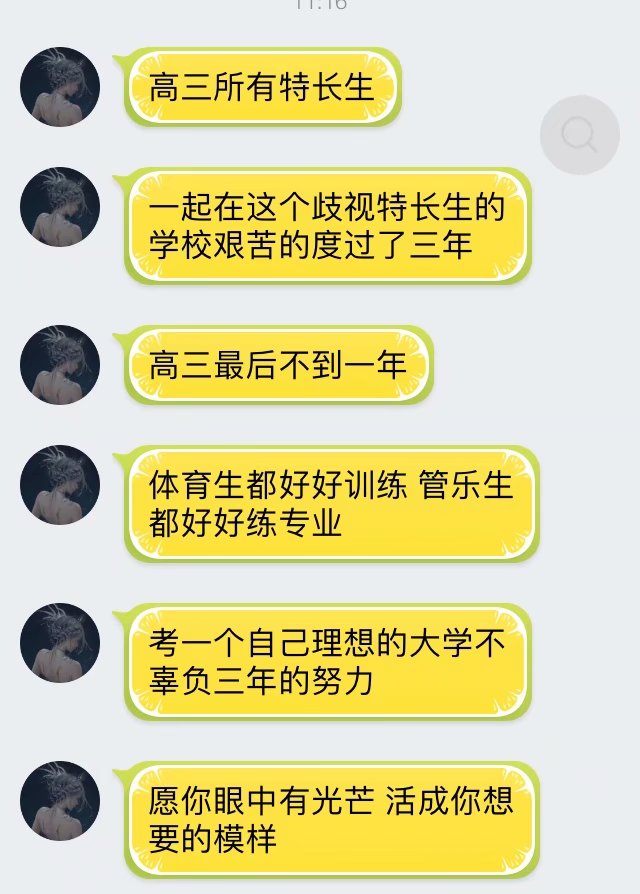 11:16
高三所有特长生
一起在这个歧视特长生的
学校艰苦的度过了三年
高三最后不到一年
体育生都好好训练 管乐生
都好好练专业
考一个自己理想的大学不
辜负三年的努力
愿你眼中有光芒 活成你想
要的模样